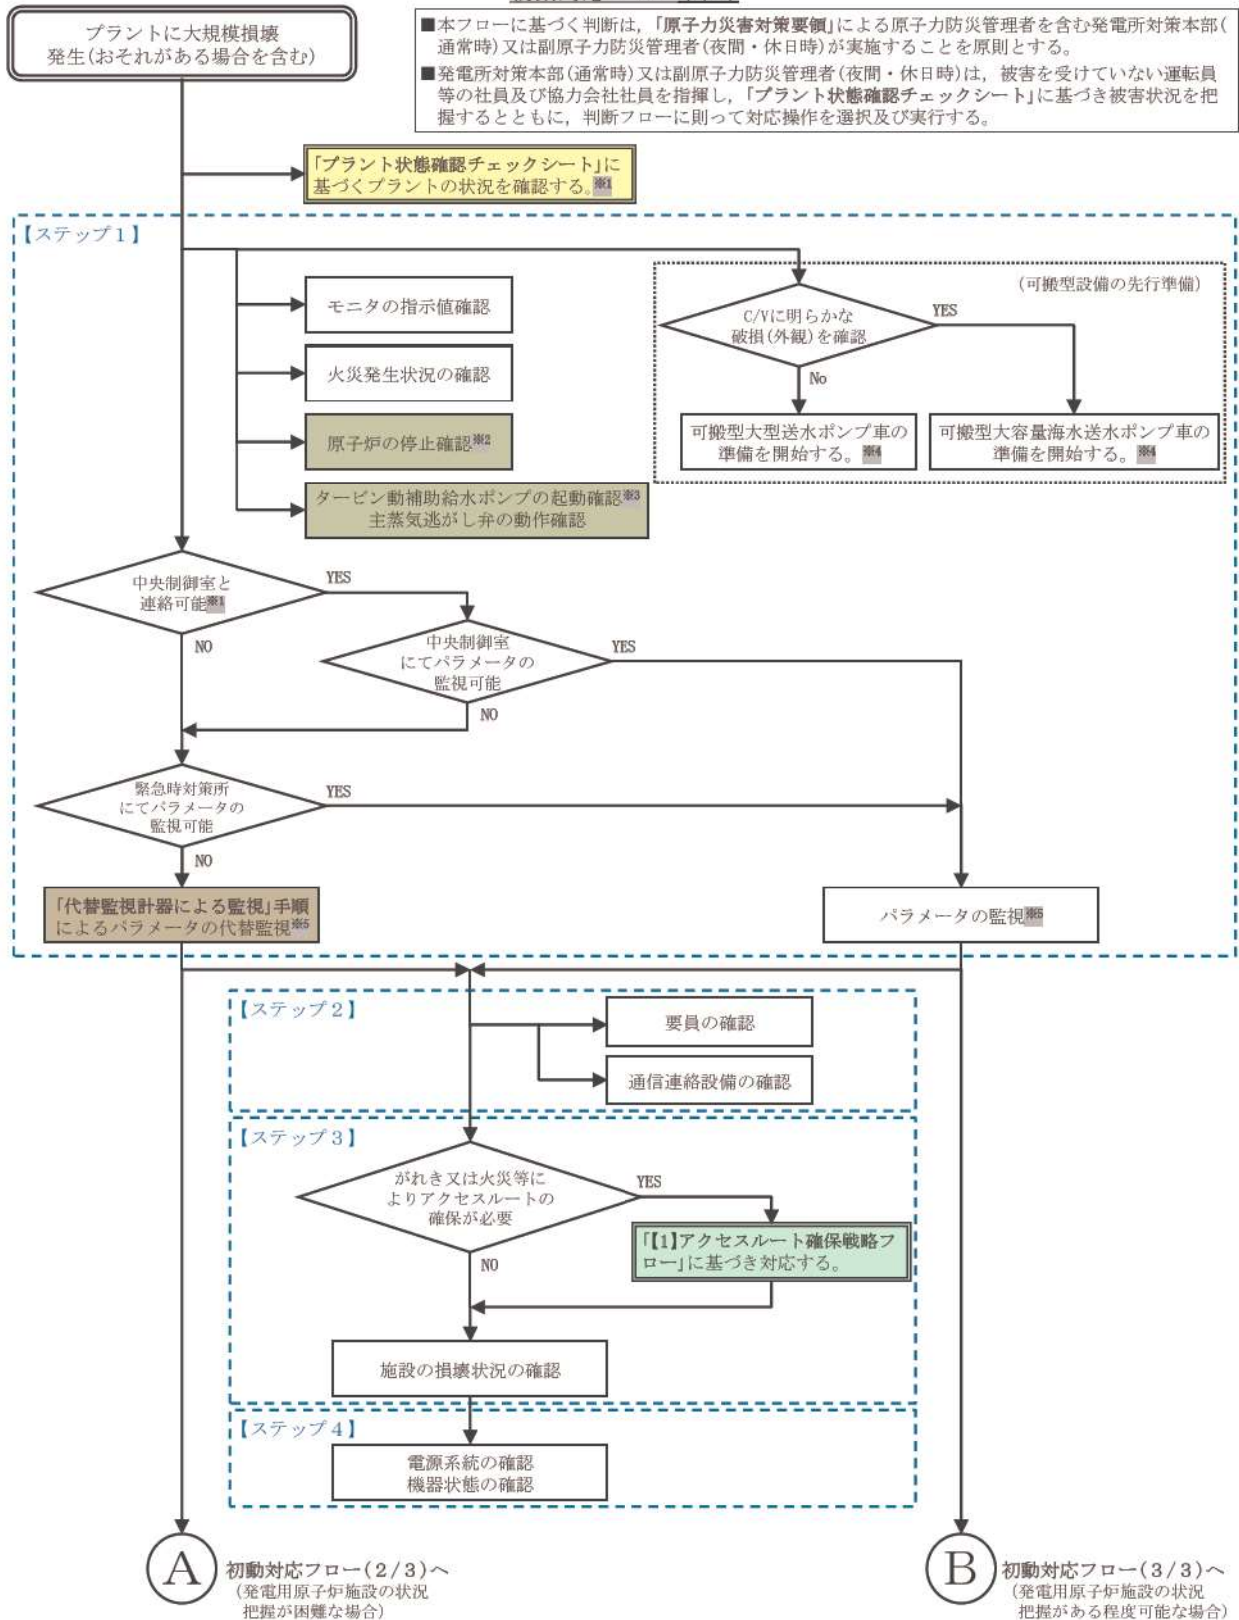 プラントに大規模損壊
発生(おそれがある場合を含む)
■本フローに基づく判断は,「原子力災害対策要領」による原子力防災管理者を含む発電所対策本部(
通常時)又は副原子力防災管理者(夜間・休日時)が実施することを原則とする。
■発電所対策本部(通常時)又は副原子力防災管理者(夜間・休日時)は,被害を受けていない運転員
等の社員及び協力会社社員を指揮し,「プラント状態確認チェックシート」に基づき被害状況を把
握するとともに,判断フローに則って対応操作を選択及び実行する。
「プラント状態確認チェックシート」に
基づくプラントの状況を確認する。※1
【ステップ1】
モニタの指示値確認
火災発生状況の確認
原子炉の停止確認※2
タービン動補助給水ポンプの起動確認※3
主蒸気逃がし弁の動作確認
(可搬型設備の先行準備)
C/Vに明らかな
破損(外観)を確認
YES
No
可搬型大型送水ポンプ車の
準備を開始する。※4
可搬型大容量海水送水ポンプ車の
準備を開始する。※4
中央制御室と
連絡可能※1
YES
NO
中央制御室
にてパラメータの
監視可能
YES
NO
緊急時対策所
にてパラメータの
監視可能
YES
NO
「代替監視計器による監視」手順
によるパラメータの代替監視※5
パラメータの監視※6
【ステップ2】
要員の確認
通信連絡設備の確認
【ステップ3】
がれき又は火災等に
よりアクセスルートの
確保が必要
YES
NO
「【1】アクセスルート確保戦略フ
ロー」に基づき対応する。
施設の損壊状況の確認
【ステップ4】
電源系統の確認
機器状態の確認
A
初動対応フロー(2/3)へ
(発電用原子炉施設の状況
把握が困難な場合)
B
初動対応フロー(3/3)へ
(発電用原子炉施設の状況
把握がある程度可能な場合)